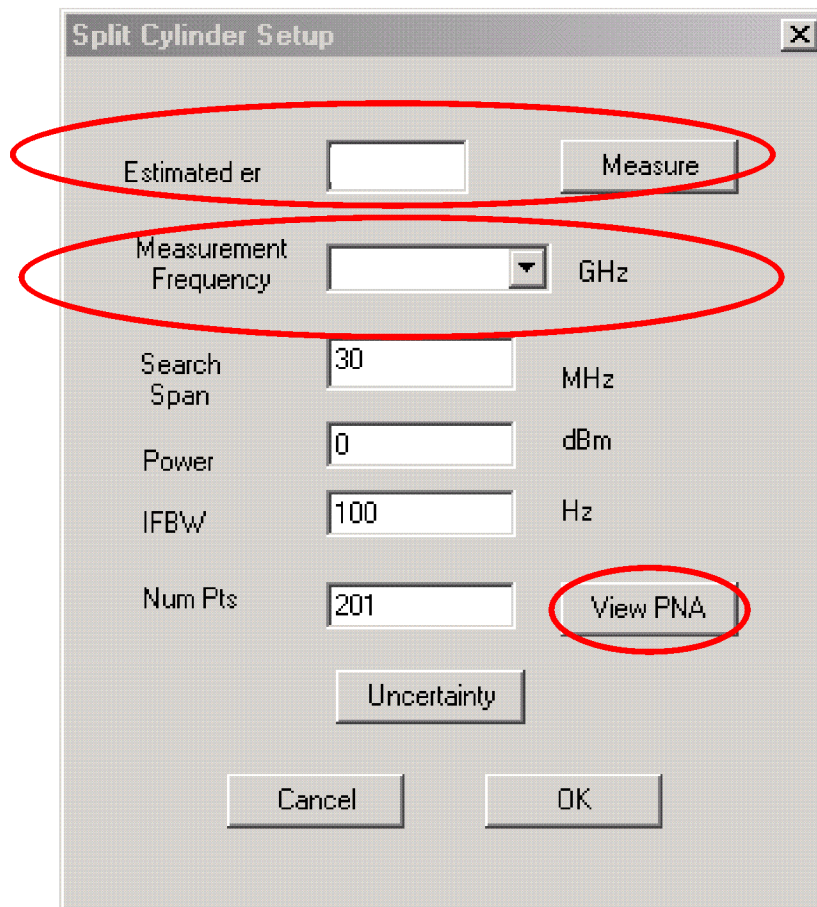 Split Cylinder Setup
Estimated er
Measure
Measurement
Frequency
GHz
Search
Span
30
MHz
Power
0
dBm
IFBW
100
Hz
Num Pts
201
View PNA
Uncertainty
Cancel
OK